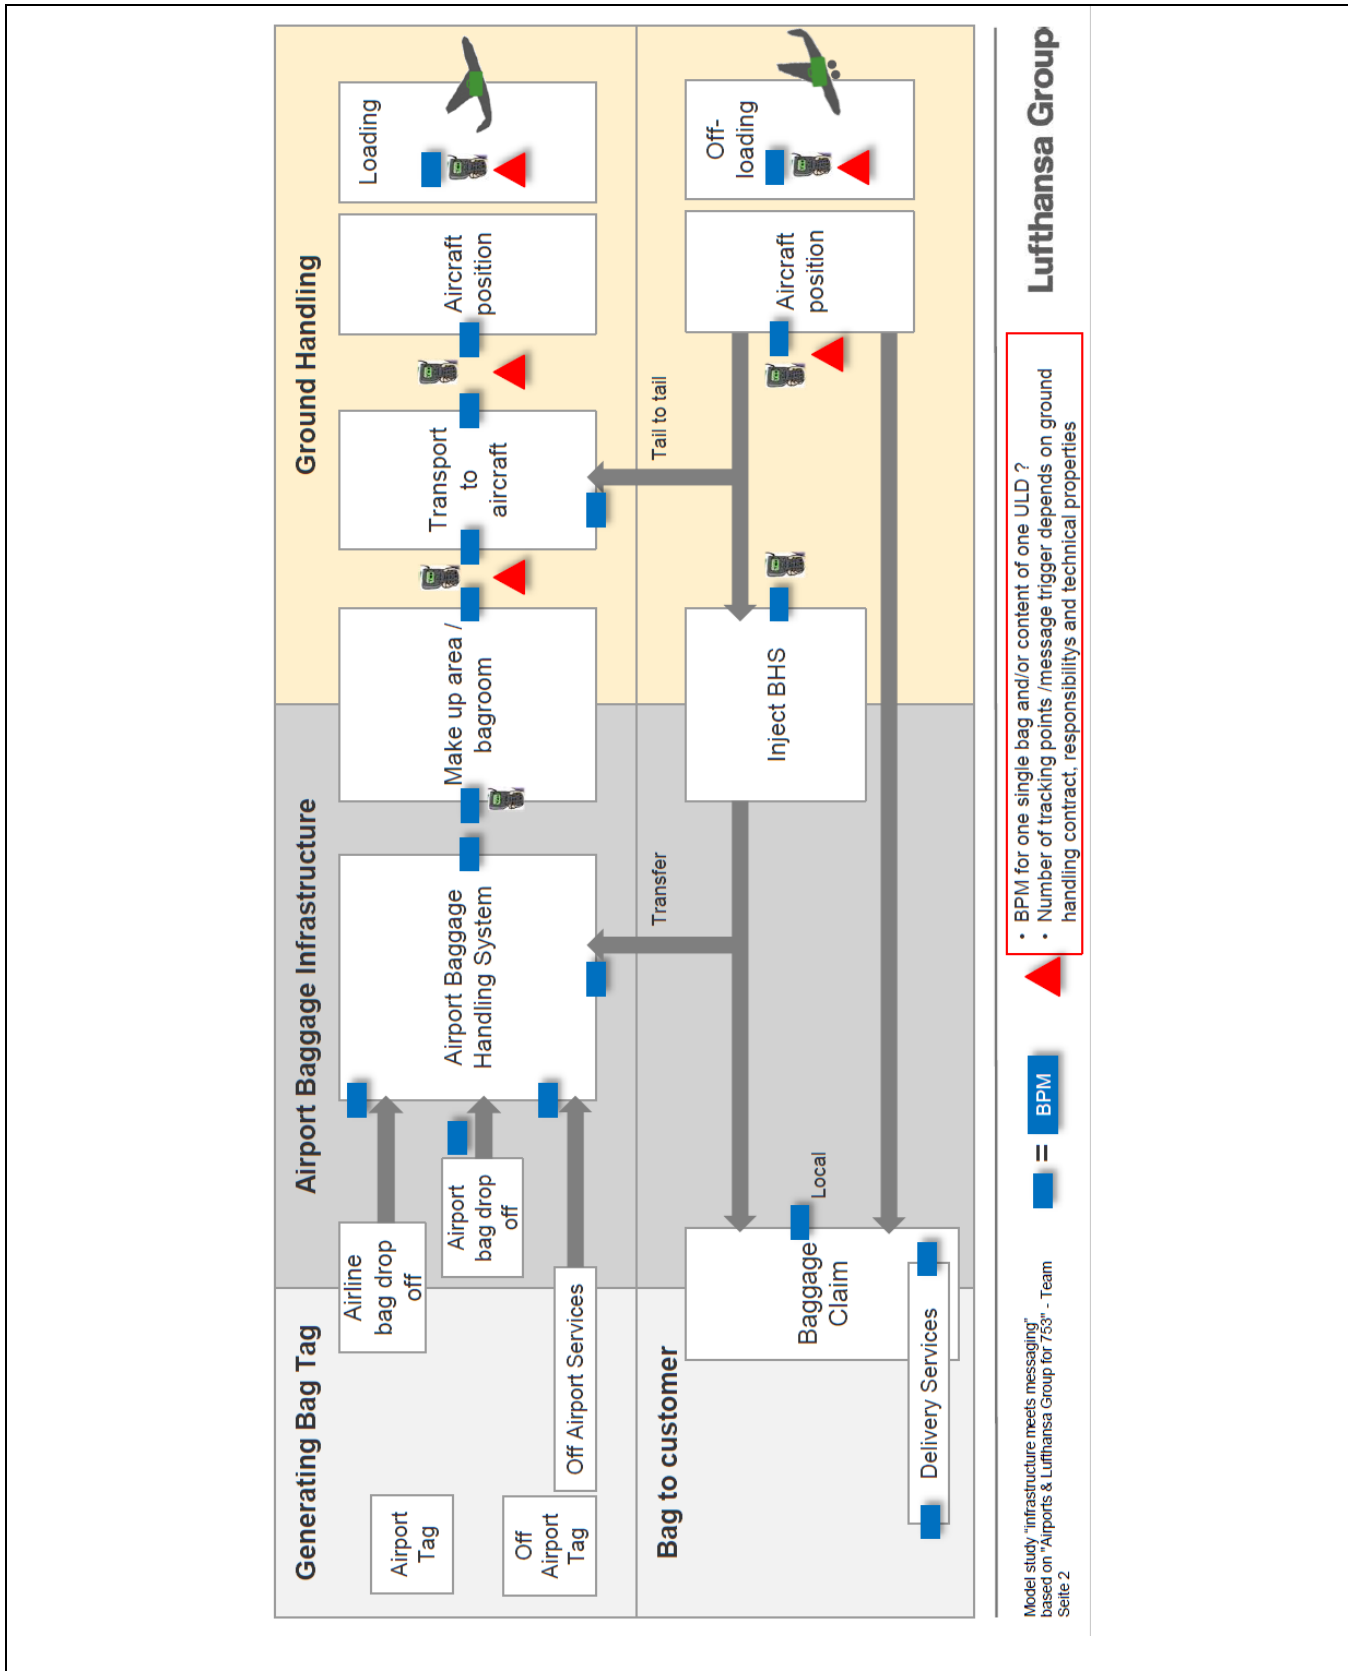 Generating Bag Tag
Airport Baggage Infrastructure
Ground Handling
Airport
Tag
Off
Airport
Tag
Airline
bag drop
off
Airport
bag drop
off
Off Airport Services
Airport Baggage
Handling System
Make up area /
bagroom
Transport
to
aircraft
Aircraft
position
Loading
Transfer
Tail to tail
Bag to customer
Baggage
Claim
Local
Delivery Services
Inject BHS
Aircraft
position
Off-
loading
Model study "infrastructure meets messaging"
based on "Airports & Lufthansa Group for 753" - Team
Seite 2
= BPM
• BPM for one single bag and/or content of one ULD ?
• Number of tracking points /message trigger depends on ground
handling contract, responsibilitys and technical properties
Lufthansa Group